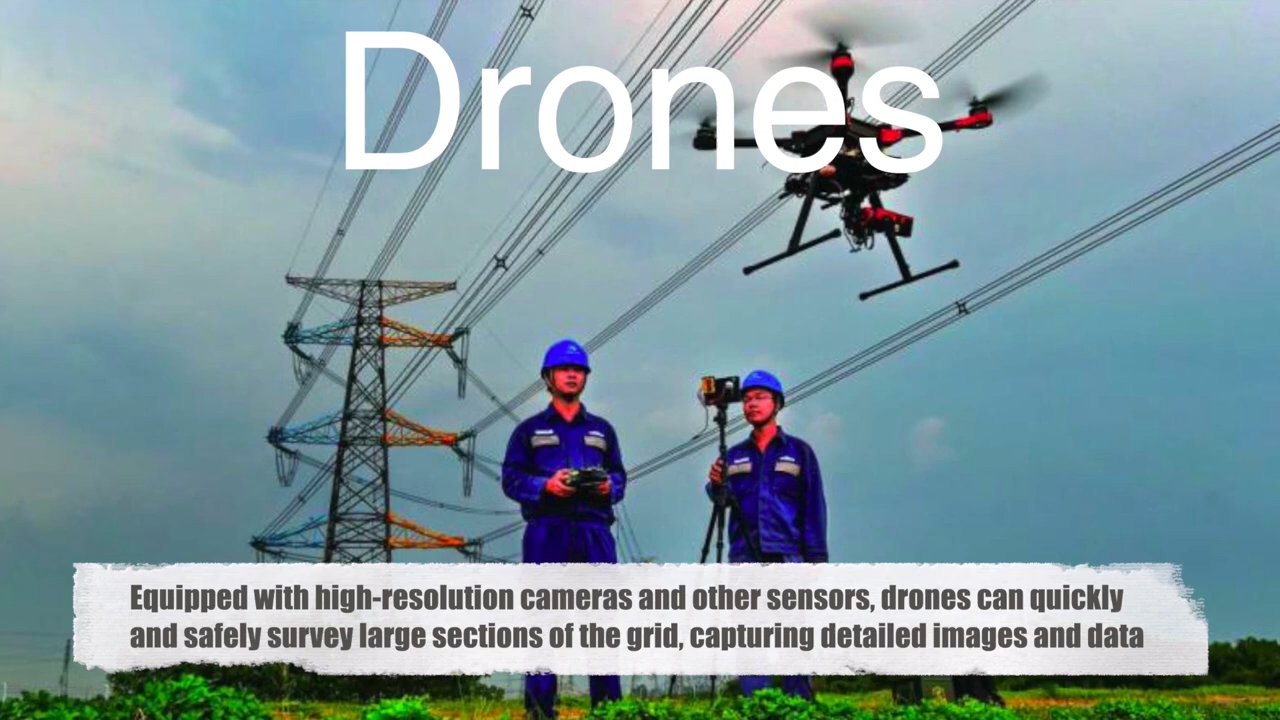 Drones
Equipped with high-resolution cameras and other sensors, drones can quickly
and safely survey large sections of the grid, capturing detailed images and data